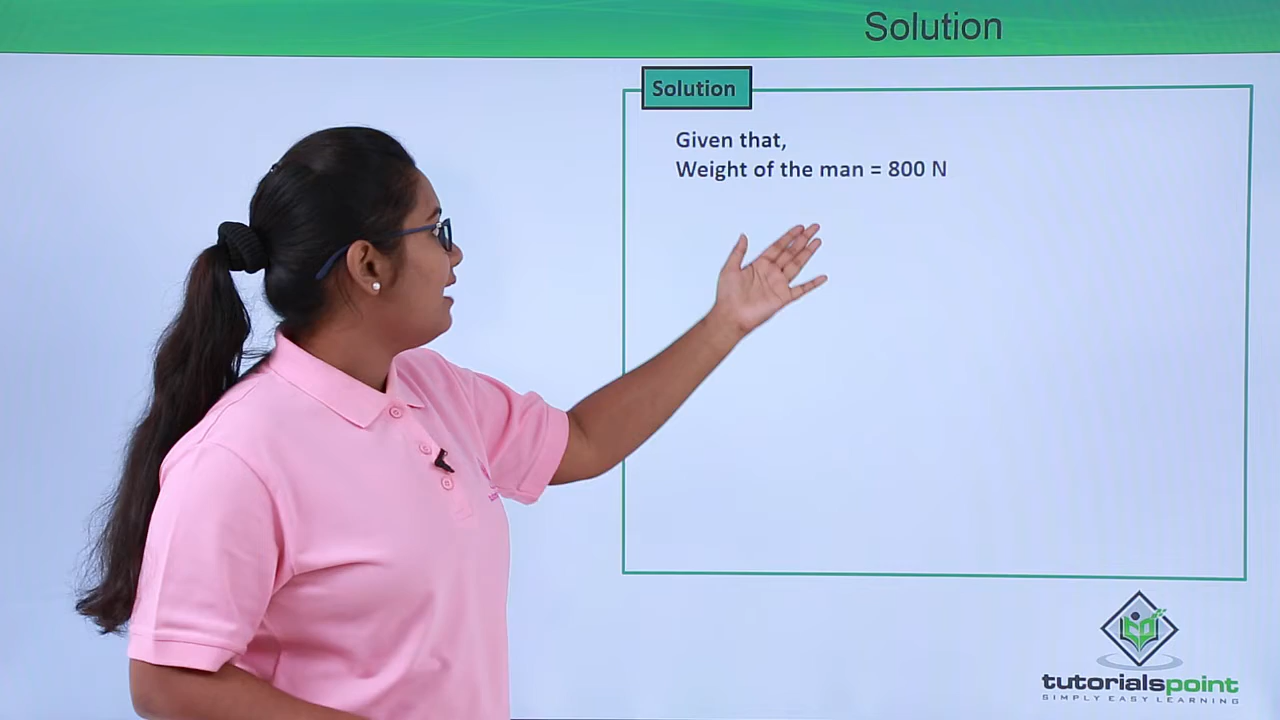 Solution
Solution
Given that,
Weight of the man = 800 N
tutorialspoint
SIMPLY EASY LEARNING